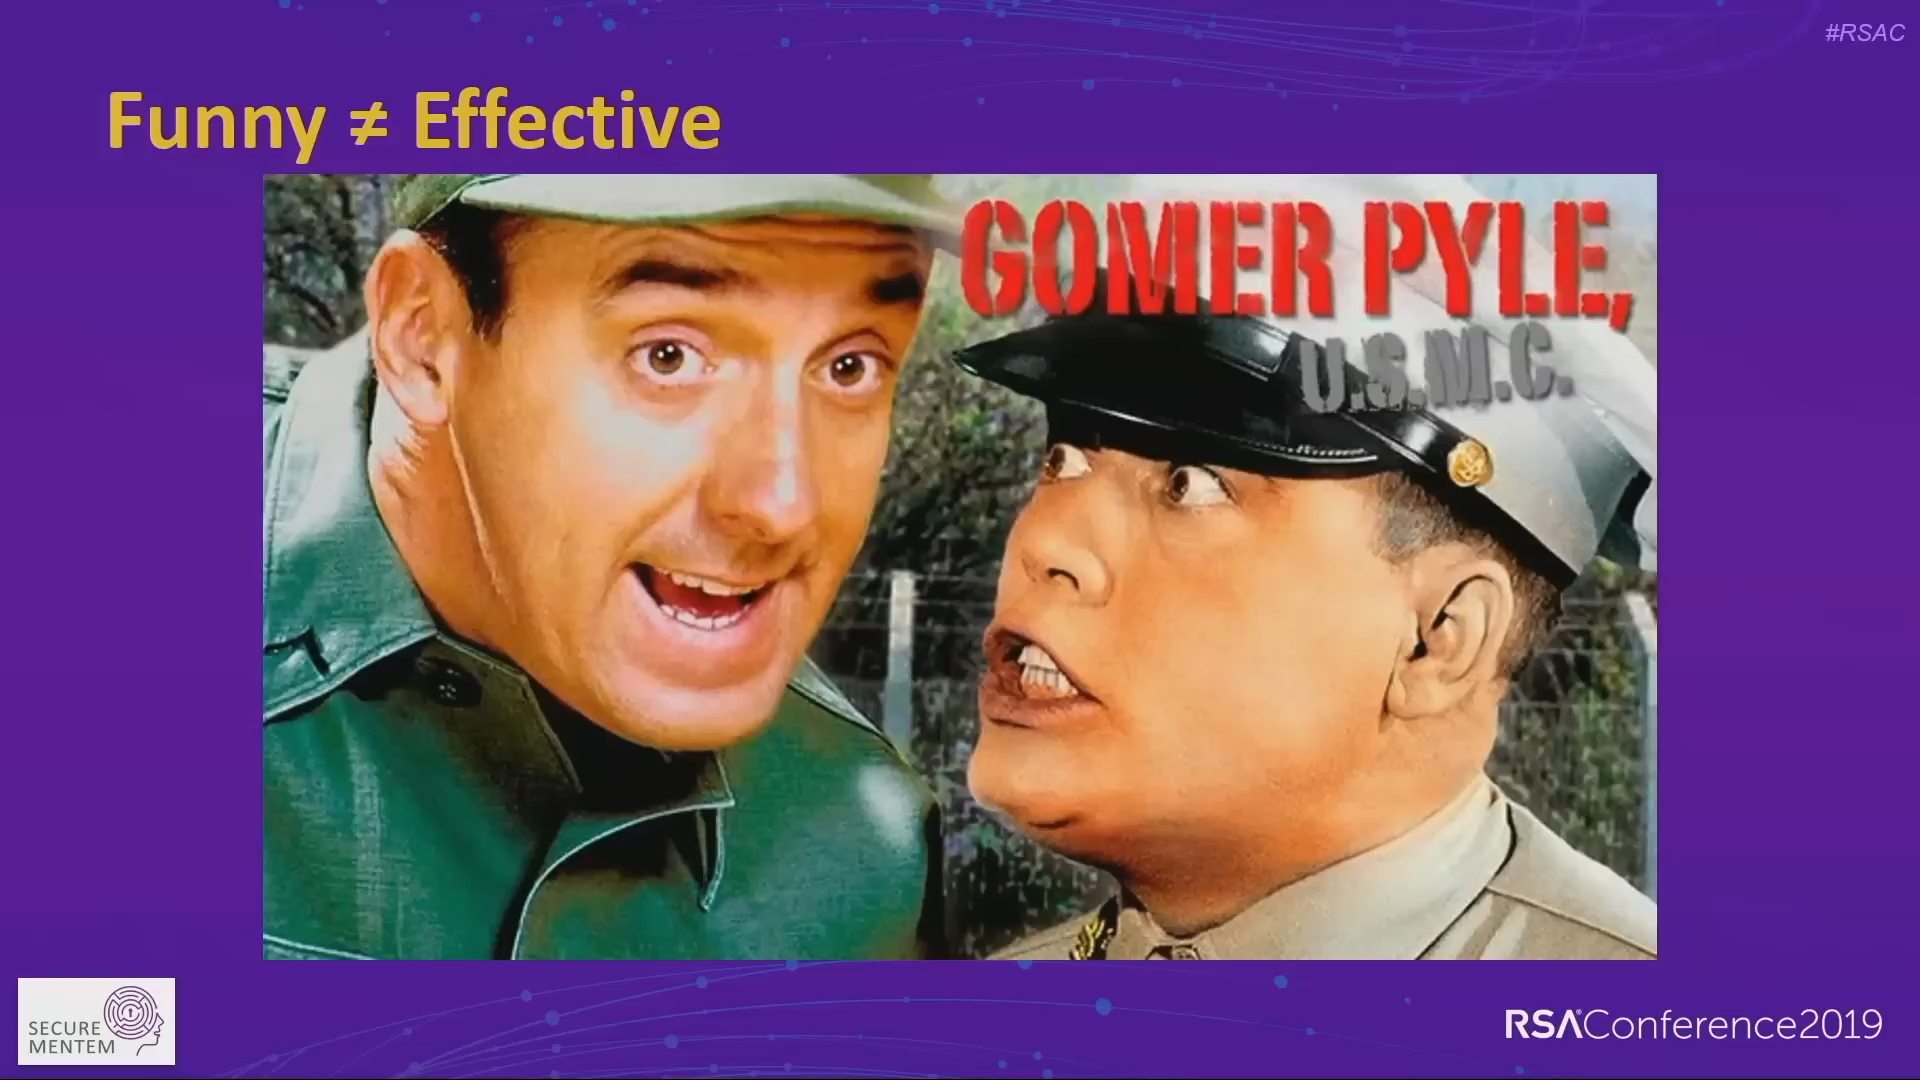 #RSAC
Funny ≠ Effective
GOMER PYLE,
U.S.M.C.
SECURE
MENTEM
RSAConference2019